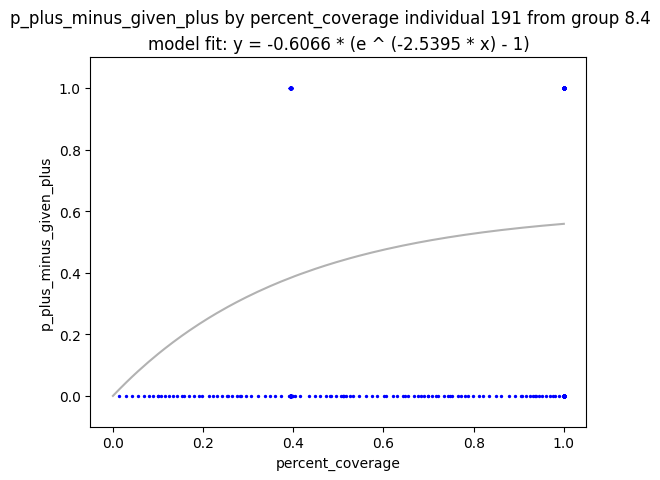 p_plus_minus_given_plus by percent_coverage individual 191 from group 8.4
model fit: y = -0.6066 * (e ^ (-2.5395 * x) - 1)
1.0
0.8
0.6
0.4
0.2
0.0
p_plus_minus_given_plus
0.0 0.2 0.4 0.6 0.8 1.0
percent_coverage